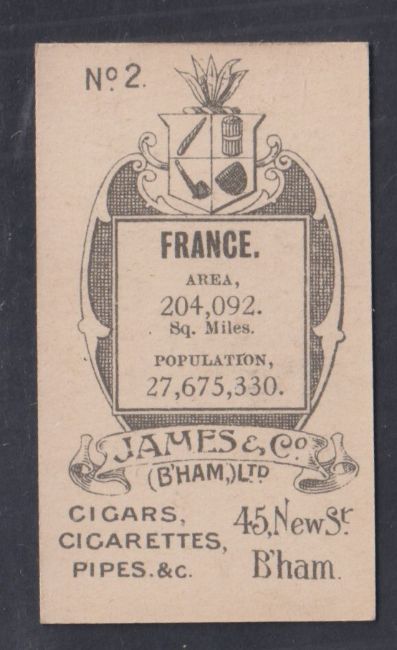 No. 2.
FRANCE.
AREA,
204,092.
Sq. Miles.
POPULATION,
27,675,330.
JAMES & Co.
(B'HAM,) LTD
CIGARS,
CIGARETTES,
PIPES. &c.
45, New St.
B'ham.